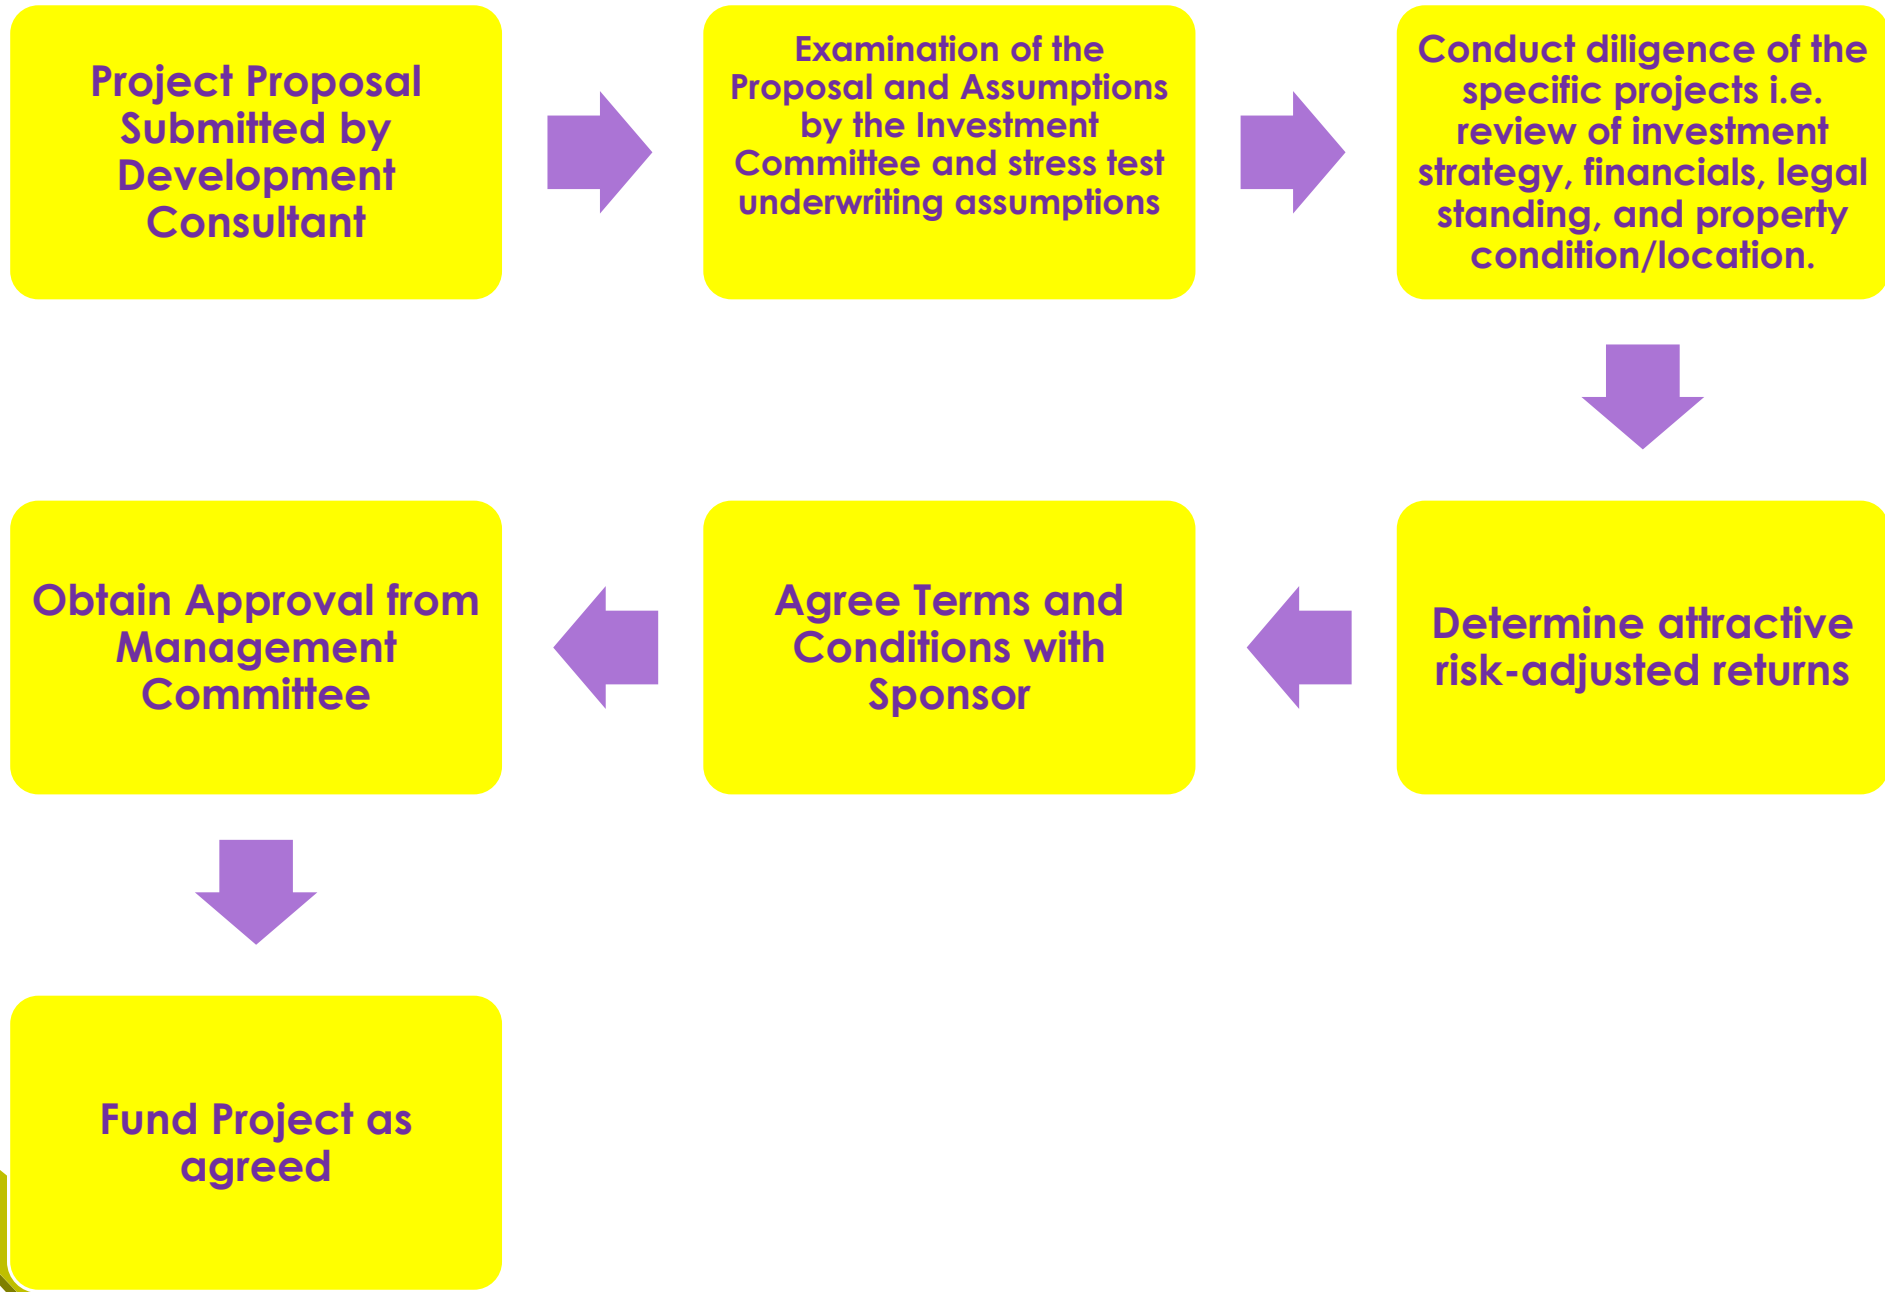 Project Proposal
Submitted by
Development
Consultant
Examination of the
Proposal and Assumptions
by the Investment
Committee and stress test
underwriting assumptions
Conduct diligence of the
specific projects i.e.
review of investment
strategy, financials, legal
standing, and property
condition/location.
Determine attractive
risk-adjusted returns
Agree Terms and
Conditions with
Sponsor
Obtain Approval from
Management
Committee
Fund Project as
agreed